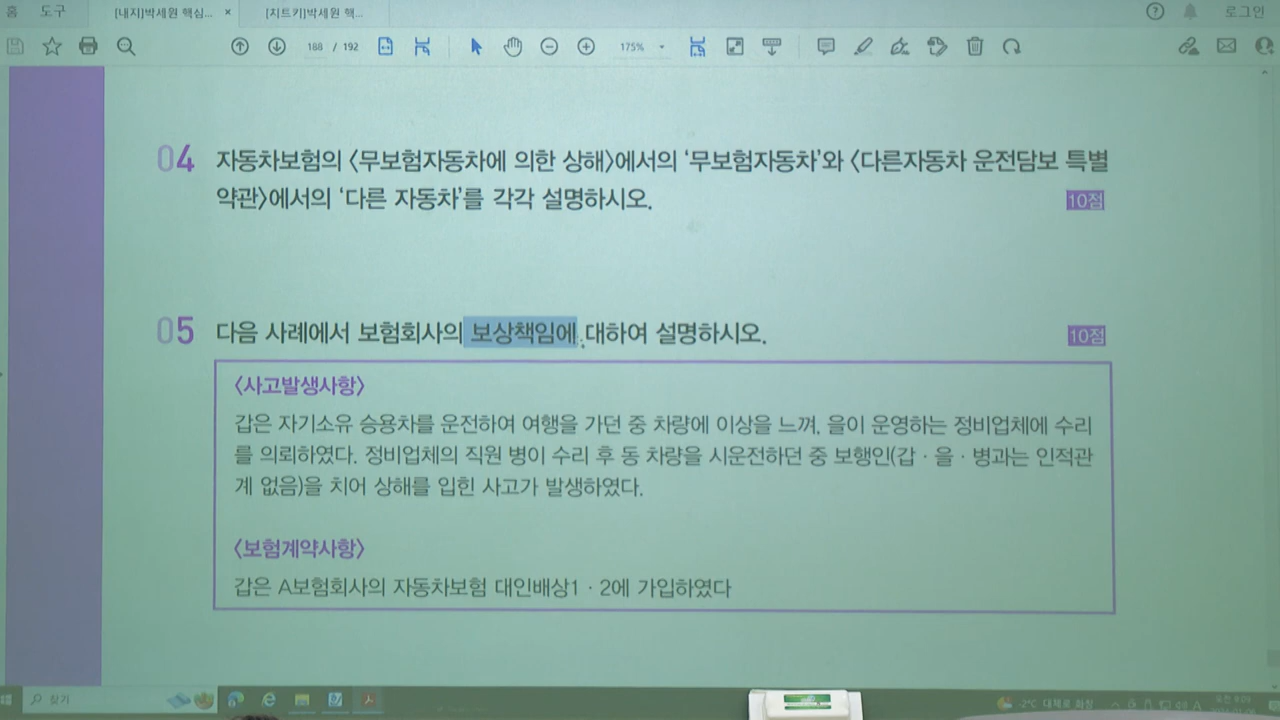 홈 도구 [내지]박세원 핵심... × [치트키]박세원 핵... 로그인
188 / 192 175%
04 자동차보험의 〈무보험자동차에 의한 상해〉에서의 '무보험자동차'와 〈다른자동차 운전담보 특별
약관〉에서의 '다른 자동차'를 각각 설명하시오. 10점
05 다음 사례에서 보험회사의 보상책임에 대하여 설명하시오. 10점
〈사고발생사항〉
갑은 자기소유 승용차를 운전하여 여행을 가던 중 차량에 이상을 느껴, 을이 운영하는 정비업체에 수리
를 의뢰하였다. 정비업체의 직원 병이 수리 후 동 차량을 시운전하던 중 보행인(갑 · 을 · 병과는 인적관
계 없음)을 치어 상해를 입힌 사고가 발생하였다.
〈보험계약사항〉
갑은 A보험회사의 자동차보험 대인배상1 · 2에 가입하였다
찾기 -2°C 대체로 화창